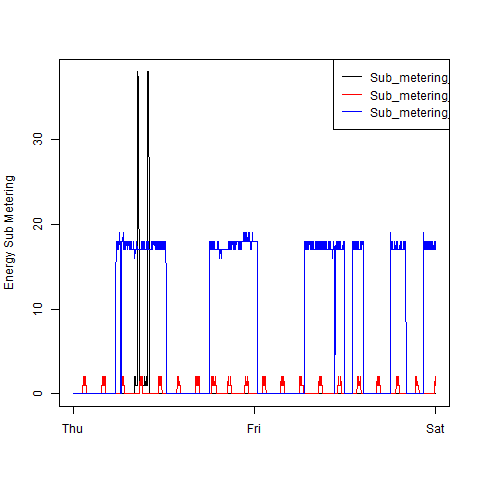 Sub_metering_
Sub_metering_
Sub_metering_
Energy Sub Metering
30
20
10
0
Thu
Fri
Sat